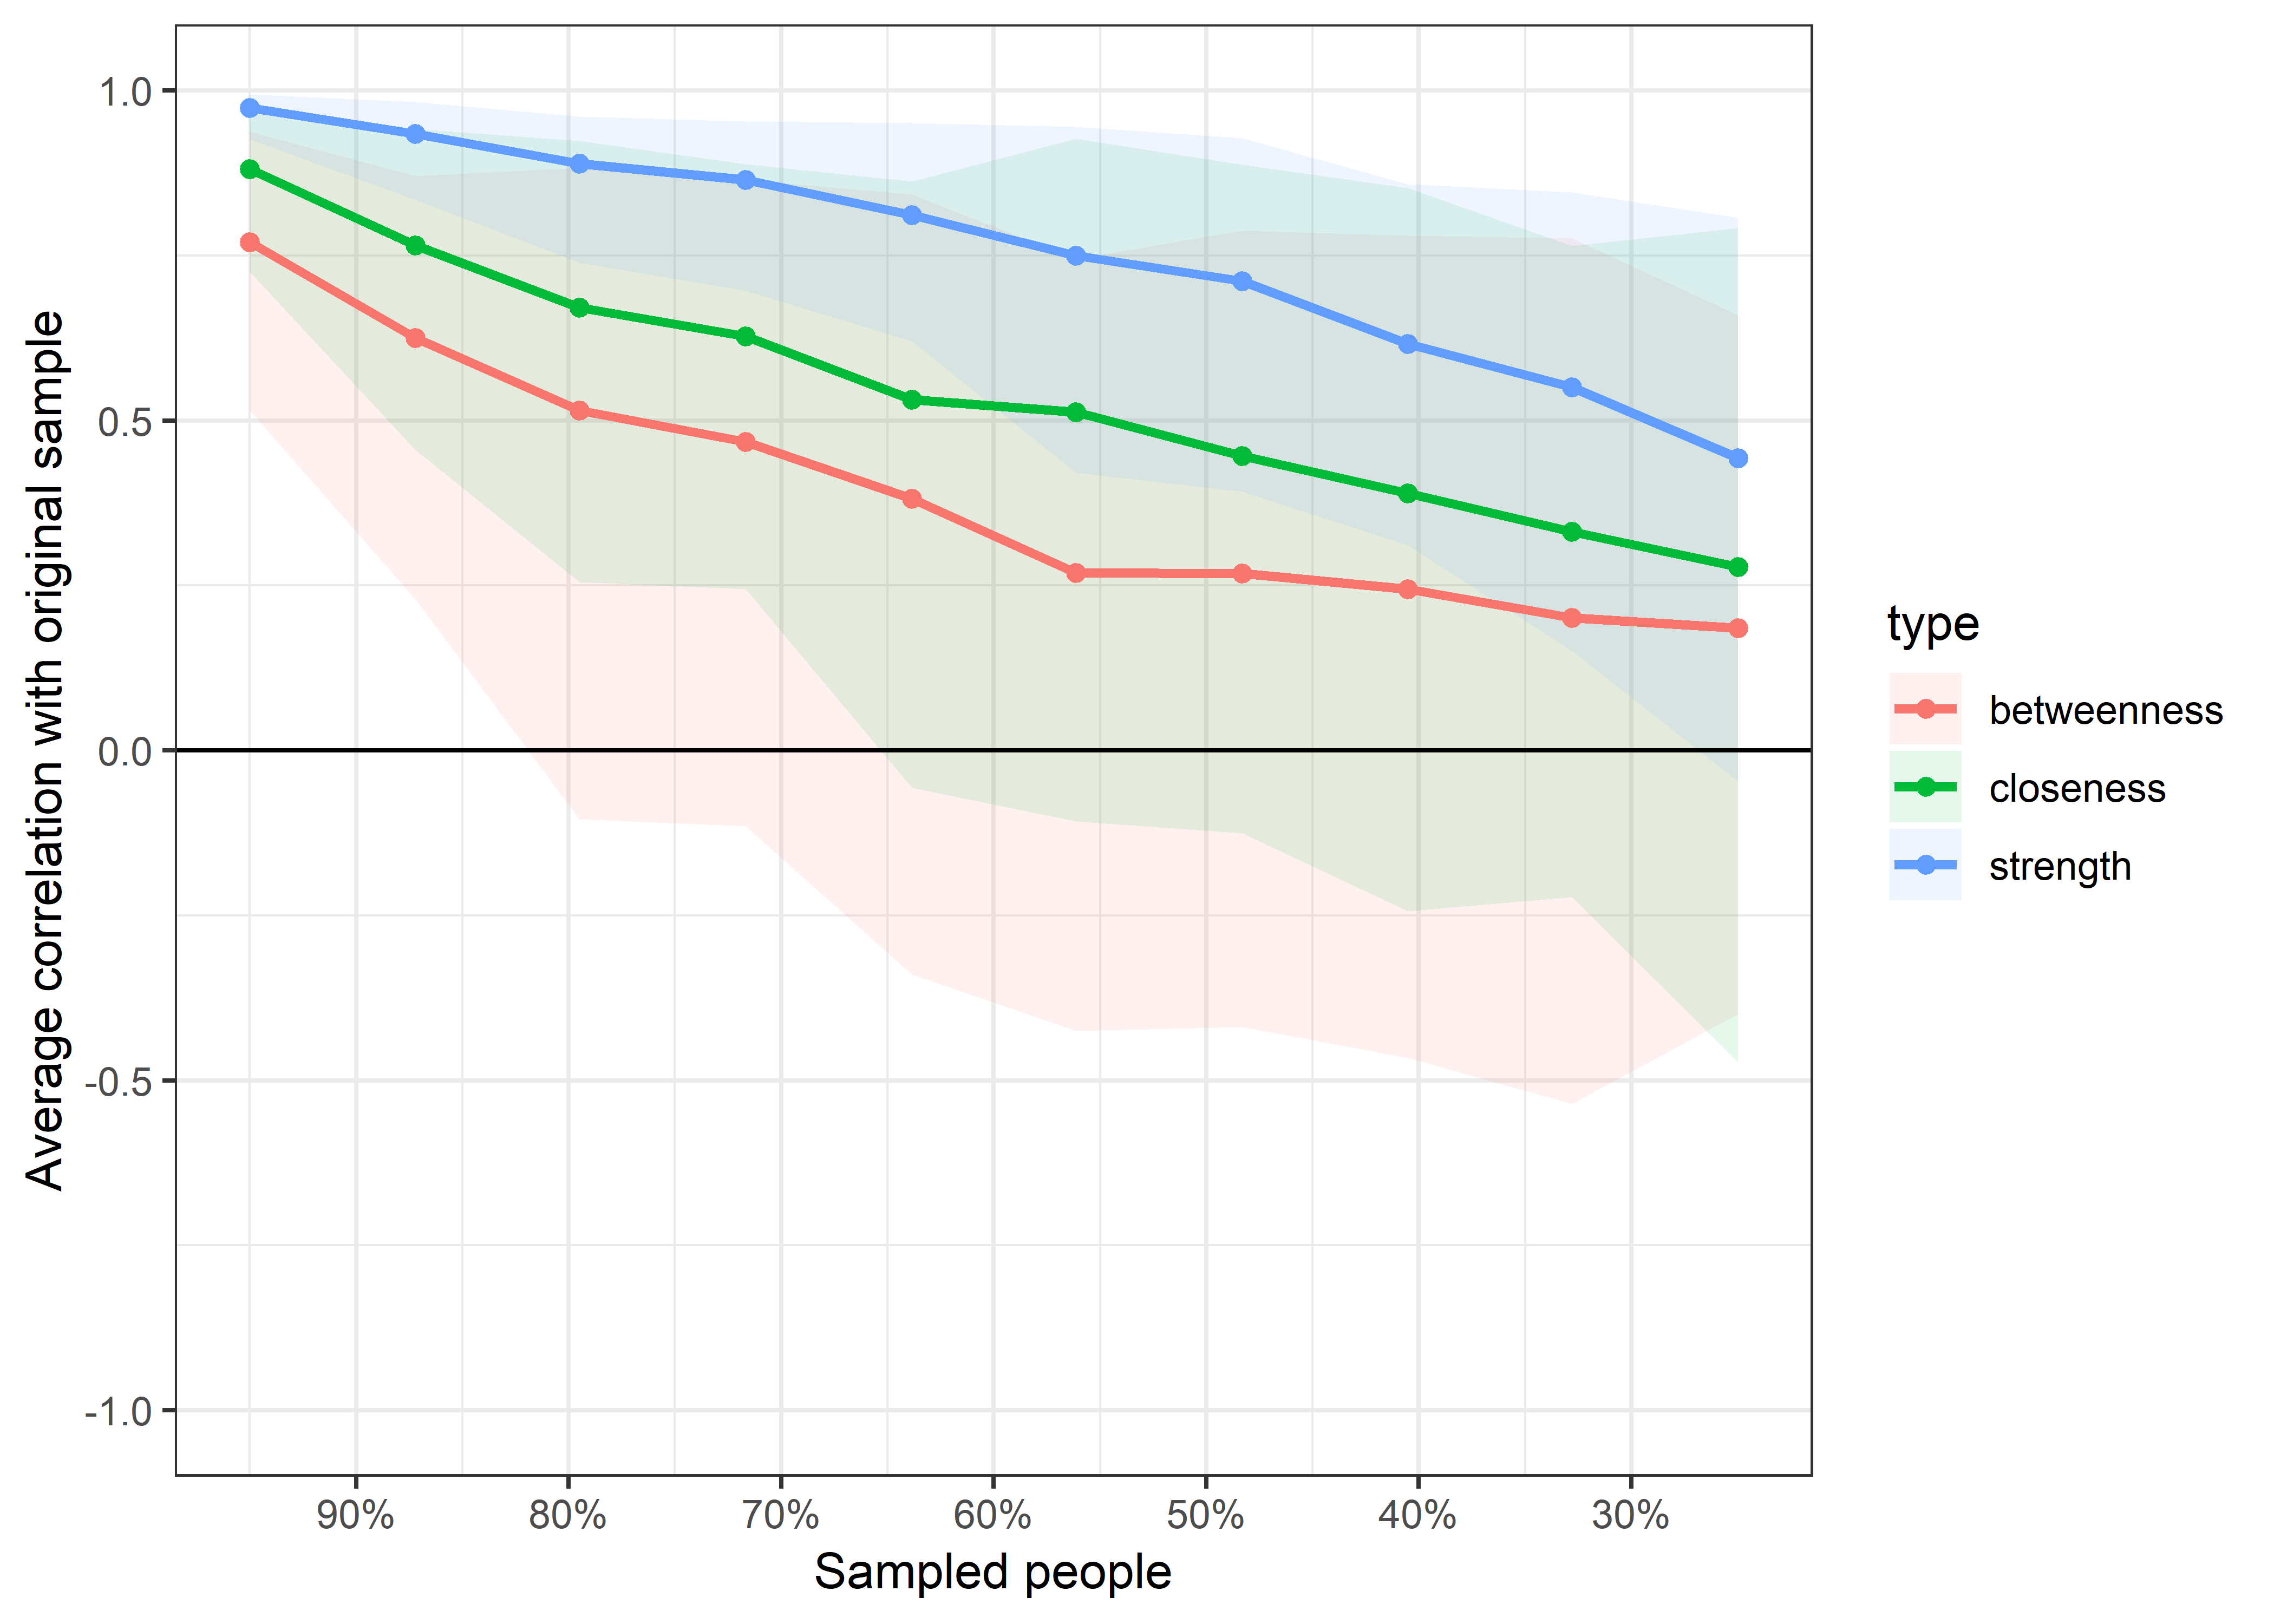 Average correlation with original sample
1.0
0.5
0.0
-0.5
-1.0
90% 80% 70% 60% 50% 40% 30%
Sampled people
type
betweenness
closeness
strength